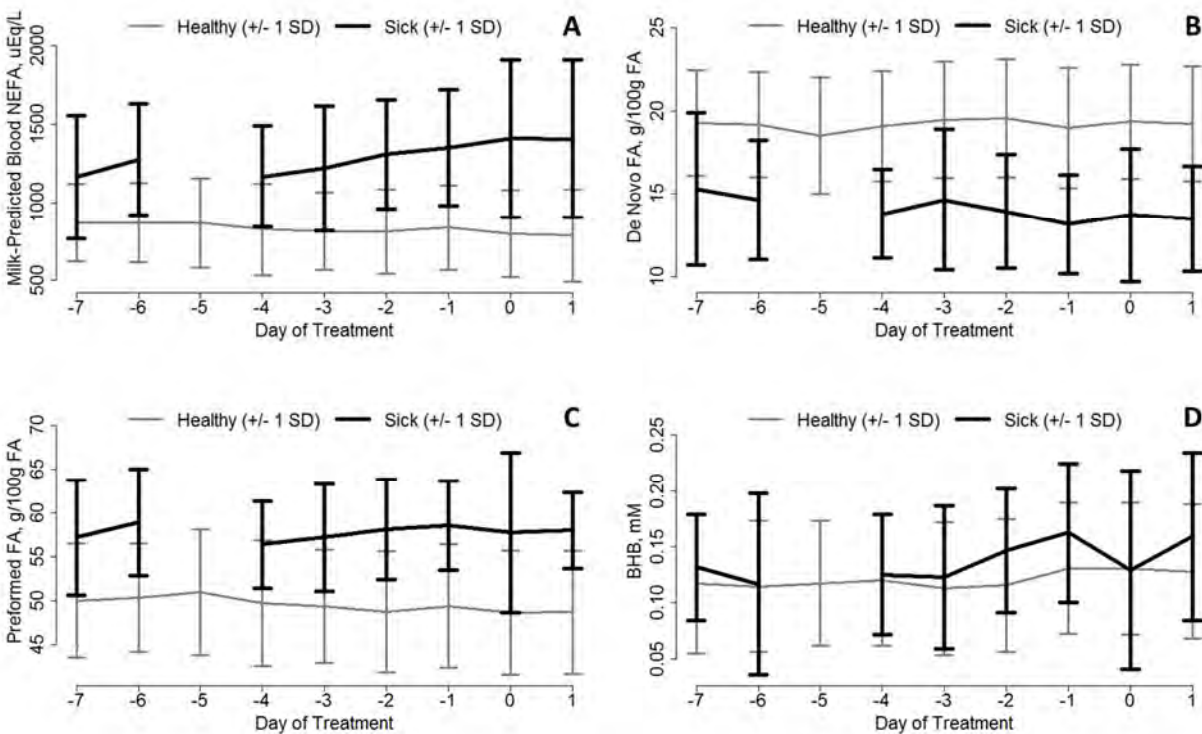 Healthy (+/- 1 SD) Sick (+/- 1 SD) A
Milk-Predicted Blood NEFA, uEq/L
2000
1500
1000
500
-7 -6 -5 -4 -3 -2 -1 0 1
Day of Treatment
Healthy (+/- 1 SD) Sick (+/- 1 SD) B
De Novo FA, g/100g FA
25
20
15
10
-7 -6 -5 -4 -3 -2 -1 0 1
Day of Treatment
Healthy (+/- 1 SD) Sick (+/- 1 SD) C
Preformed FA, g/100g FA
70
65
60
55
50
45
-7 -6 -5 -4 -3 -2 -1 0 1
Day of Treatment
Healthy (+/- 1 SD) Sick (+/- 1 SD) D
BHB, mM
0.25
0.20
0.15
0.10
0.05
-7 -6 -5 -4 -3 -2 -1 0 1
Day of Treatment